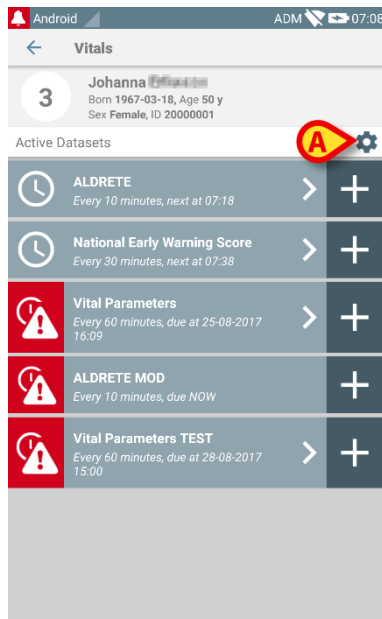 Android ADM 07:08
Vitals
3
Johanna
Born 1967-03-18, Age 50 y
Sex Female, ID 20000001
Active Datasets A
ALDRETE
Every 10 minutes, next at 07:18
National Early Warning Score
Every 30 minutes, next at 07:38
Vital Parameters
Every 60 minutes, due at 25-08-2017
16:09
ALDRETE MOD
Every 10 minutes, due NOW
Vital Parameters TEST
Every 60 minutes, due at 28-08-2017
15:00